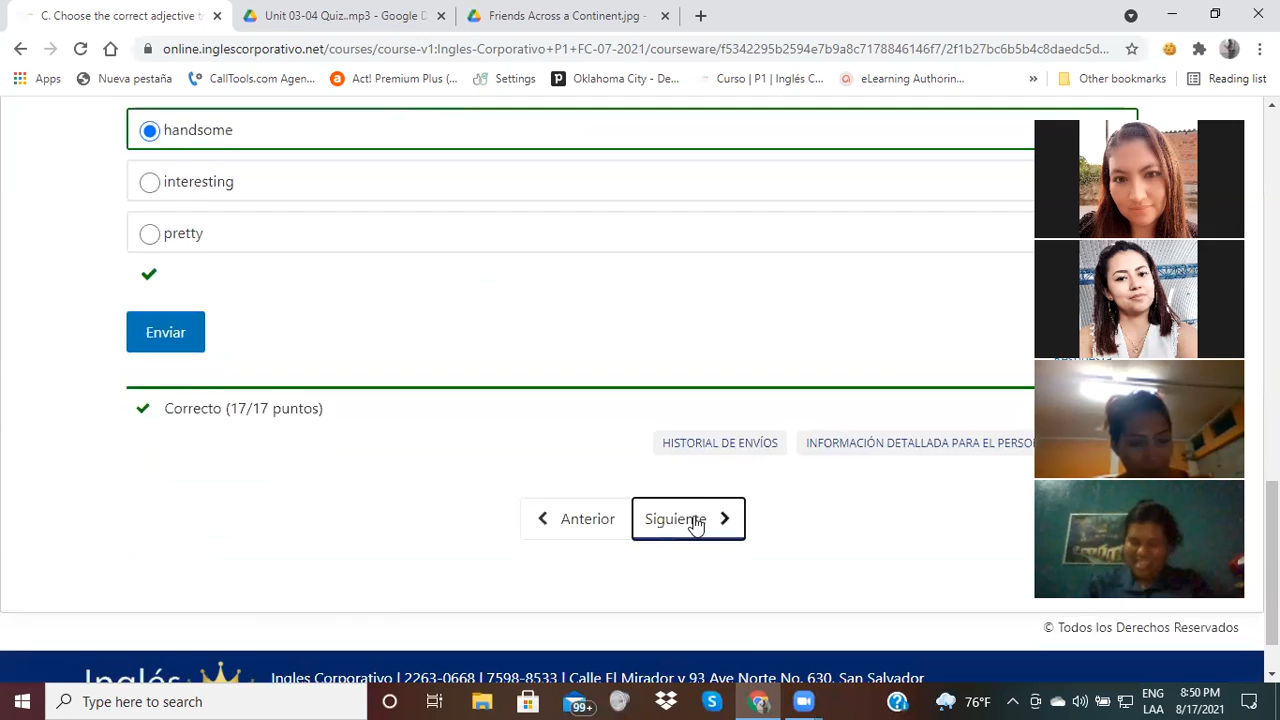 C. Choose the correct adjective t
Unit 03-04 Quiz..mp3 - Google D
Friends Across a Continent.jpg -
online.inglescorporativo.net/courses/course-v1:Ingles-Corporativo+P1+FC-07-2021/courseware/f5342295b2594e7b9a8c7178846146f7/2f1b27bc6b5b4c8daedc5d...
Apps
Nueva pestaña
CallTools.com Agen...
Act! Premium Plus (...
Settings
Oklahoma City - De...
Curso | P1 | Inglés C...
eLearning Authorin...
»
Other bookmarks
Reading list
handsome
interesting
pretty
Enviar
Correcto (17/17 puntos)
HISTORIAL DE ENVÍOS
INFORMACIÓN DETALLADA PARA EL PERSO
Anterior
Siguiente
© Todos los Derechos Reservados
Inglés
Ingles Corporativo | 2263-0668 | 7598-8533 | Calle El Mirador y 93 Ave Norte No. 630, San Salvador
Type here to search
99+
76°F
ENG
LAA
8:50 PM
8/17/2021